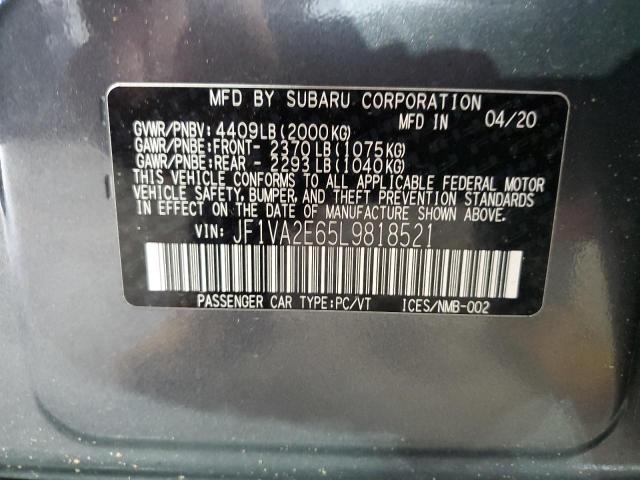 MFD BY SUBARU CORPORATION
MFD IN 04/20
GVWR/PNBV: 4409LB(2000KG)
GAWR/PNBE:FRONT- 2370LB(1075KG)
GAWR/PNBE:REAR - 2293LB(1040KG)
THIS VEHICLE CONFORMS TO ALL APPLICABLE FEDERAL MOTOR
VEHICLE SAFETY, BUMPER, AND THEFT PREVENTION STANDARDS
IN EFFECT ON THE DATE OF MANUFACTURE SHOWN ABOVE.
VIN: JF1VA2E65L9818521
PASSENGER CAR TYPE:PC/VT ICES/NMB-002